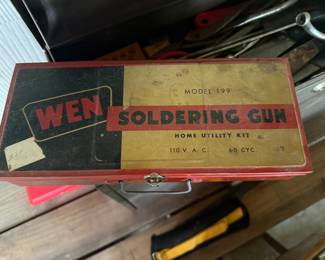 WEN
MODEL 199
SOLDERING GUN
HOME UTILITY KIT
110 V. A.C. 60 CYC.